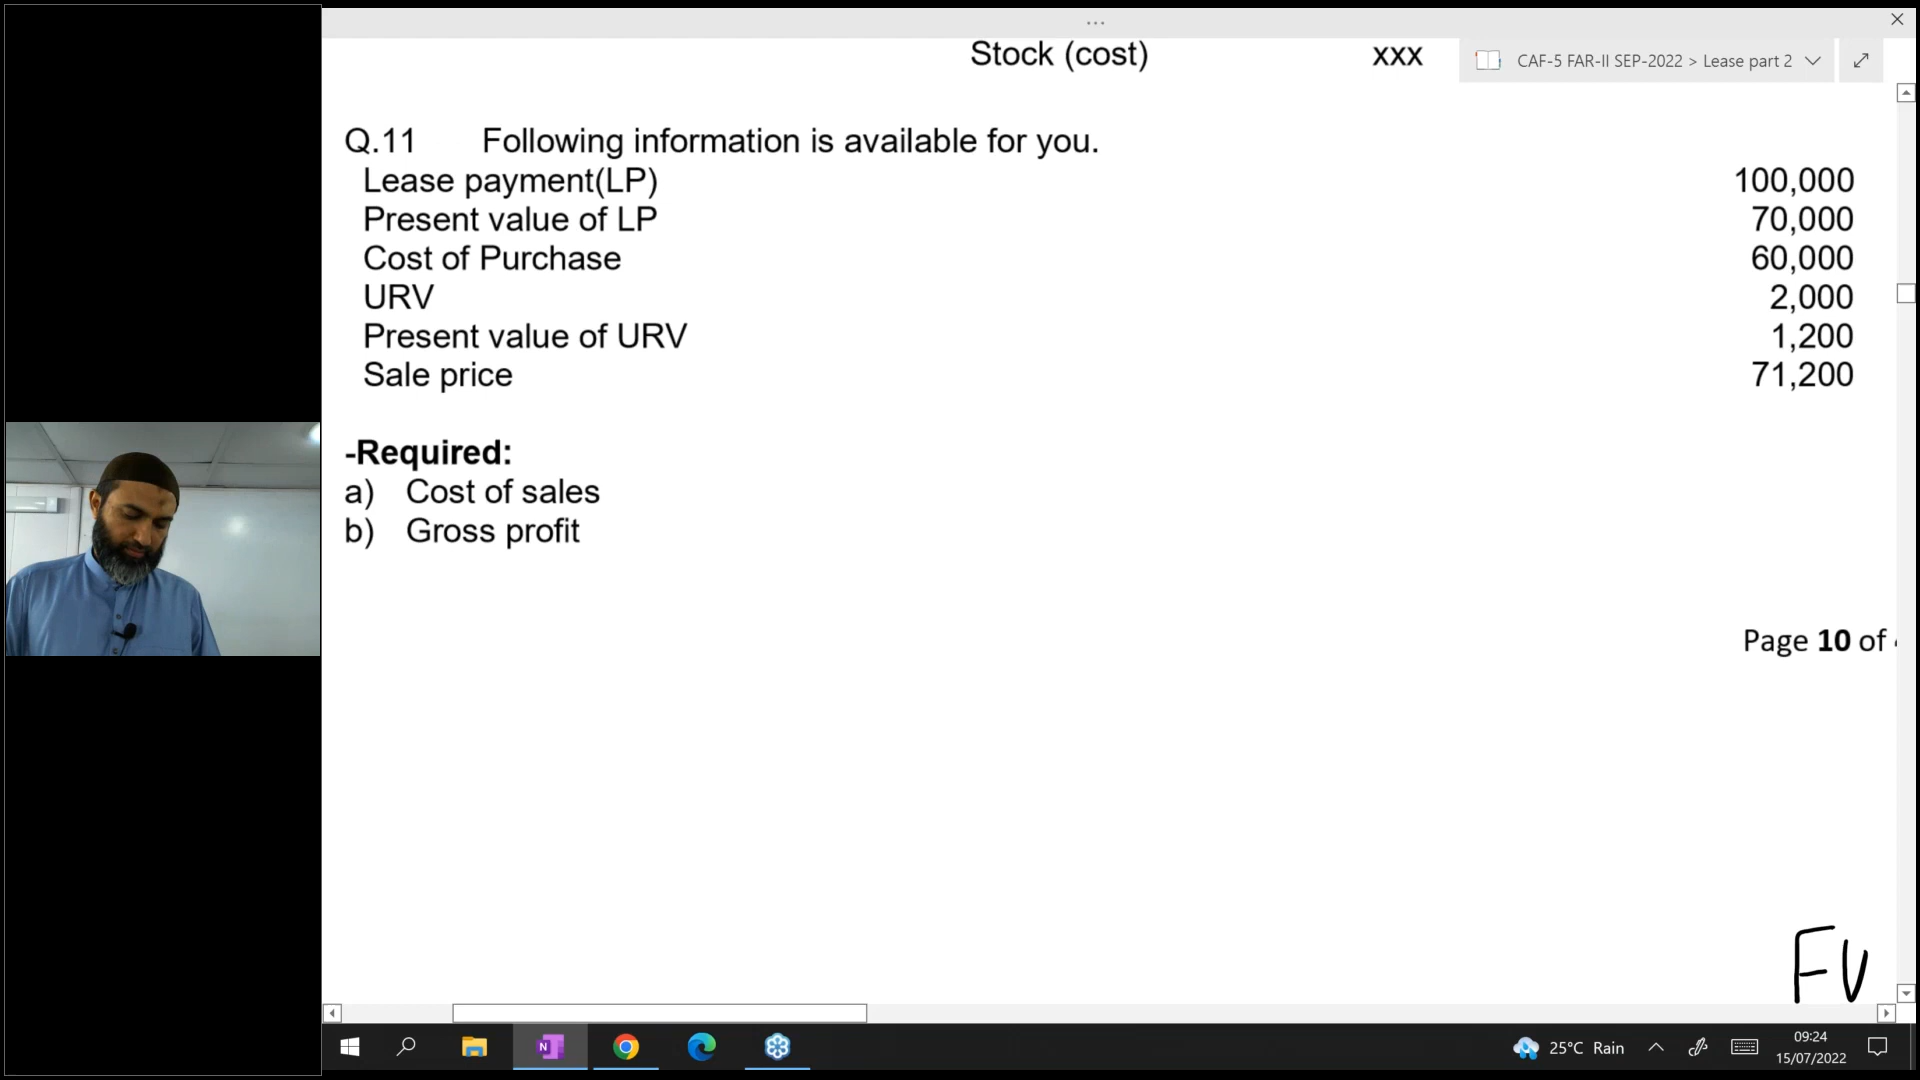 Stock (cost) xxx
CAF-5 FAR-II SEP-2022 > Lease part 2
Q.11 Following information is available for you.
Lease payment(LP) 100,000
Present value of LP 70,000
Cost of Purchase 60,000
URV 2,000
Present value of URV 1,200
Sale price 71,200
-Required:
a) Cost of sales
b) Gross profit
Page 10 of
FV
25°C Rain
09:24
15/07/2022